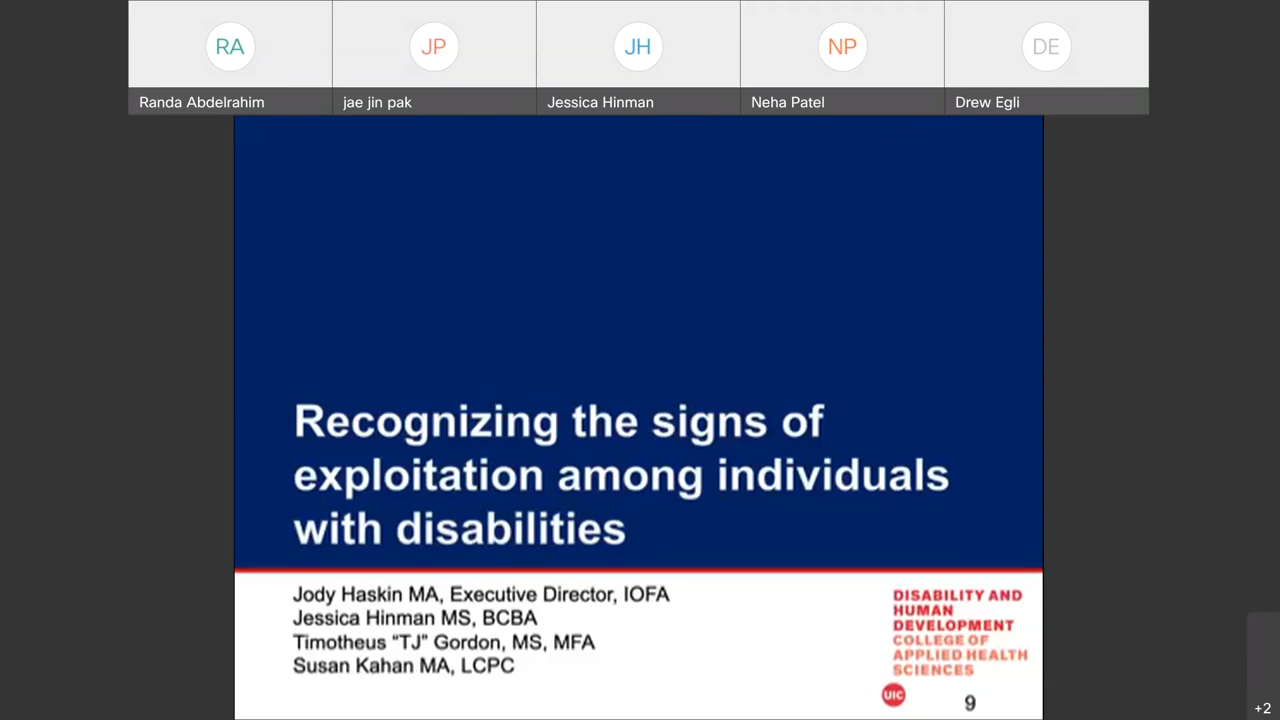 RA
JP
JH
NP
DE
Randa Abdelrahim
jae jin pak
Jessica Hinman
Neha Patel
Drew Egli
Recognizing the signs of
exploitation among individuals
with disabilities
Jody Haskin MA, Executive Director, IOFA
Jessica Hinman MS, BCBA
Timotheus “TJ” Gordon, MS, MFA
Susan Kahan MA, LCPC
DISABILITY AND
HUMAN
DEVELOPMENT
COLLEGE OF
APPLIED HEALTH
SCIENCES
UIC
9
+2